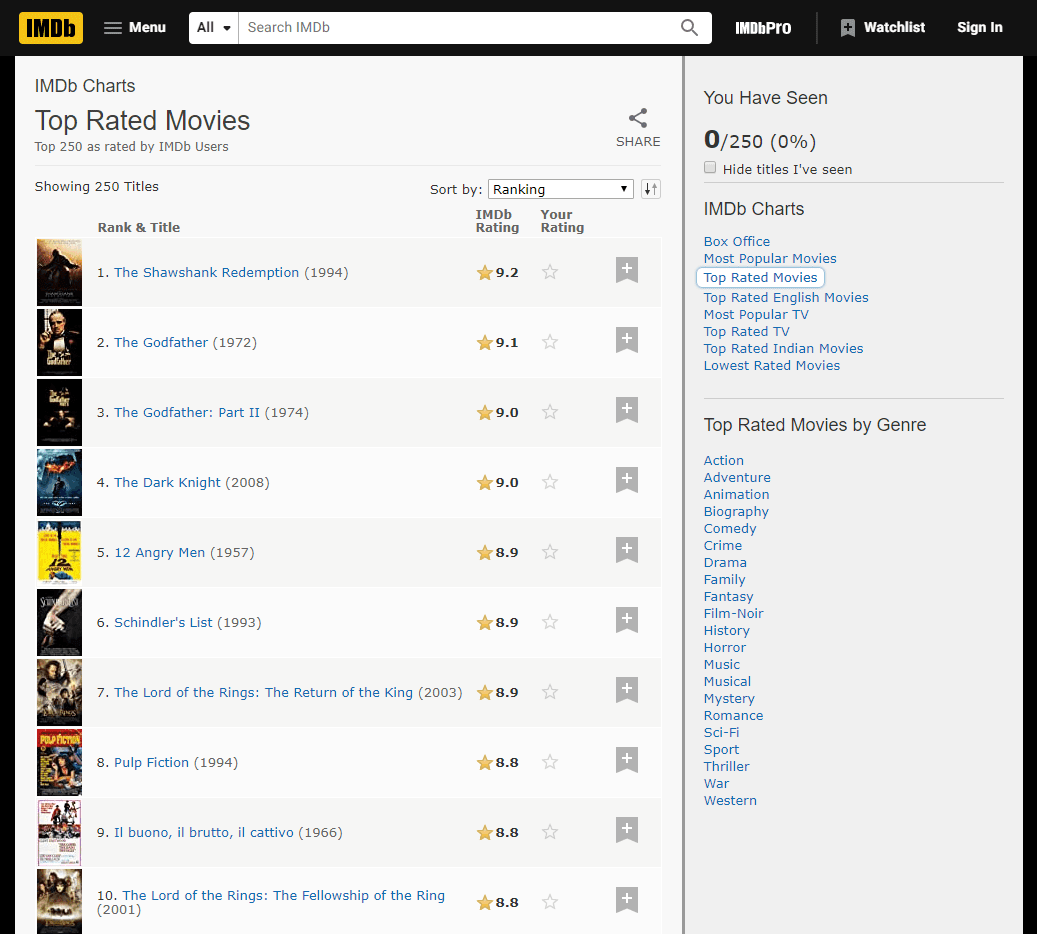 IMDb
Menu
All
Search IMDb
IMDbPro
Watchlist
Sign In
IMDb Charts
Top Rated Movies
Top 250 as rated by IMDb Users
SHARE
Showing 250 Titles
Sort by: Ranking
Rank & Title
IMDb Rating
Your Rating
1. The Shawshank Redemption (1994) 9.2
2. The Godfather (1972) 9.1
3. The Godfather: Part II (1974) 9.0
4. The Dark Knight (2008) 9.0
5. 12 Angry Men (1957) 8.9
6. Schindler's List (1993) 8.9
7. The Lord of the Rings: The Return of the King (2003) 8.9
8. Pulp Fiction (1994) 8.8
PULP FICTION
9. Il buono, il brutto, il cattivo (1966) 8.8
10. The Lord of the Rings: The Fellowship of the Ring
(2001) 8.8
You Have Seen
0/250 (0%)
Hide titles I've seen
IMDb Charts
Box Office
Most Popular Movies
Top Rated Movies
Top Rated English Movies
Most Popular TV
Top Rated TV
Top Rated Indian Movies
Lowest Rated Movies
Top Rated Movies by Genre
Action
Adventure
Animation
Biography
Comedy
Crime
Drama
Family
Fantasy
Film-Noir
History
Horror
Music
Musical
Mystery
Romance
Sci-Fi
Sport
Thriller
War
Western